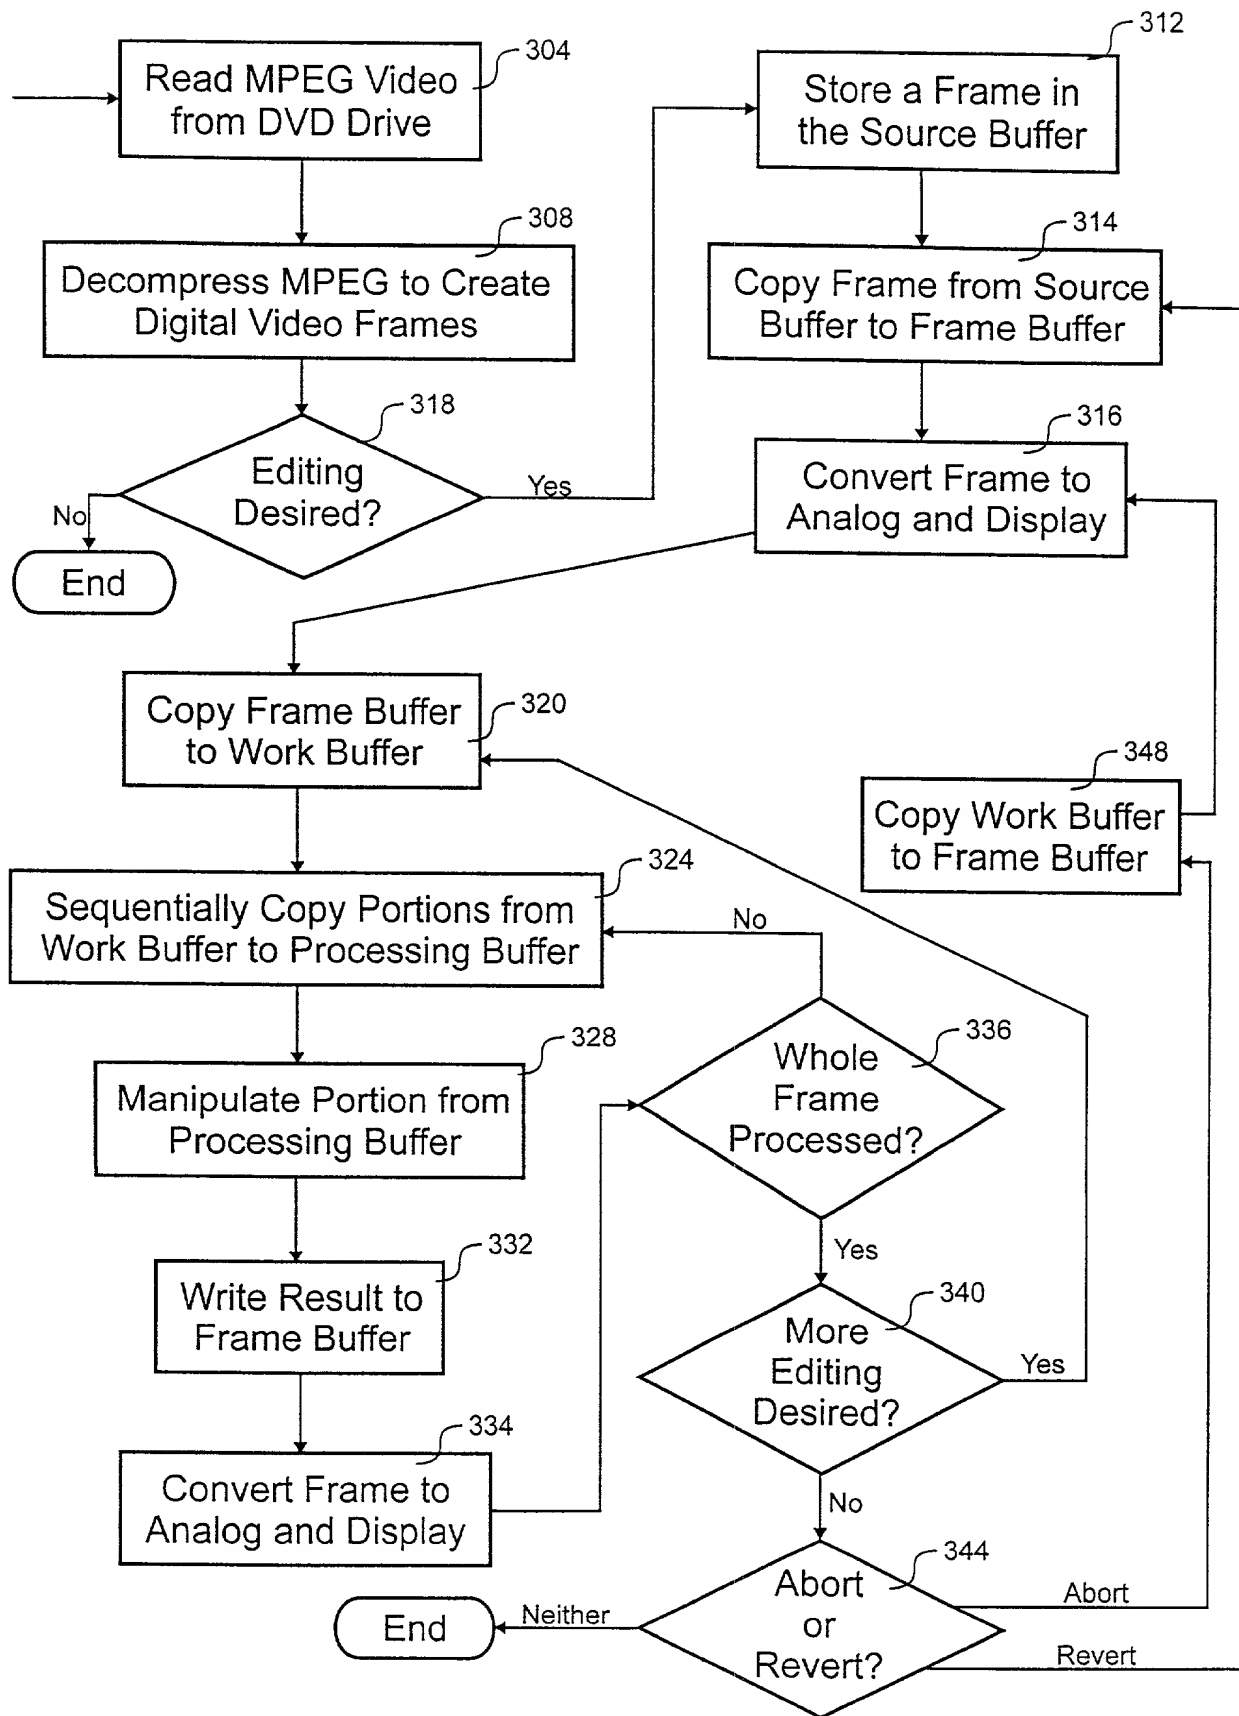 304
Read MPEG Video
from DVD Drive
308
Decompress MPEG to Create
Digital Video Frames
318
Editing
Desired?
No
Yes
End
312
Store a Frame in
the Source Buffer
314
Copy Frame from Source
Buffer to Frame Buffer
316
Convert Frame to
Analog and Display
320
Copy Frame Buffer
to Work Buffer
324
Sequentially Copy Portions from
Work Buffer to Processing Buffer
328
Manipulate Portion from
Processing Buffer
332
Write Result to
Frame Buffer
334
Convert Frame to
Analog and Display
336
Whole
Frame
Processed?
No
Yes
340
More
Editing
Desired?
Yes
No
344
Abort
or
Revert?
Neither
End
Abort
Revert
348
Copy Work Buffer
to Frame Buffer